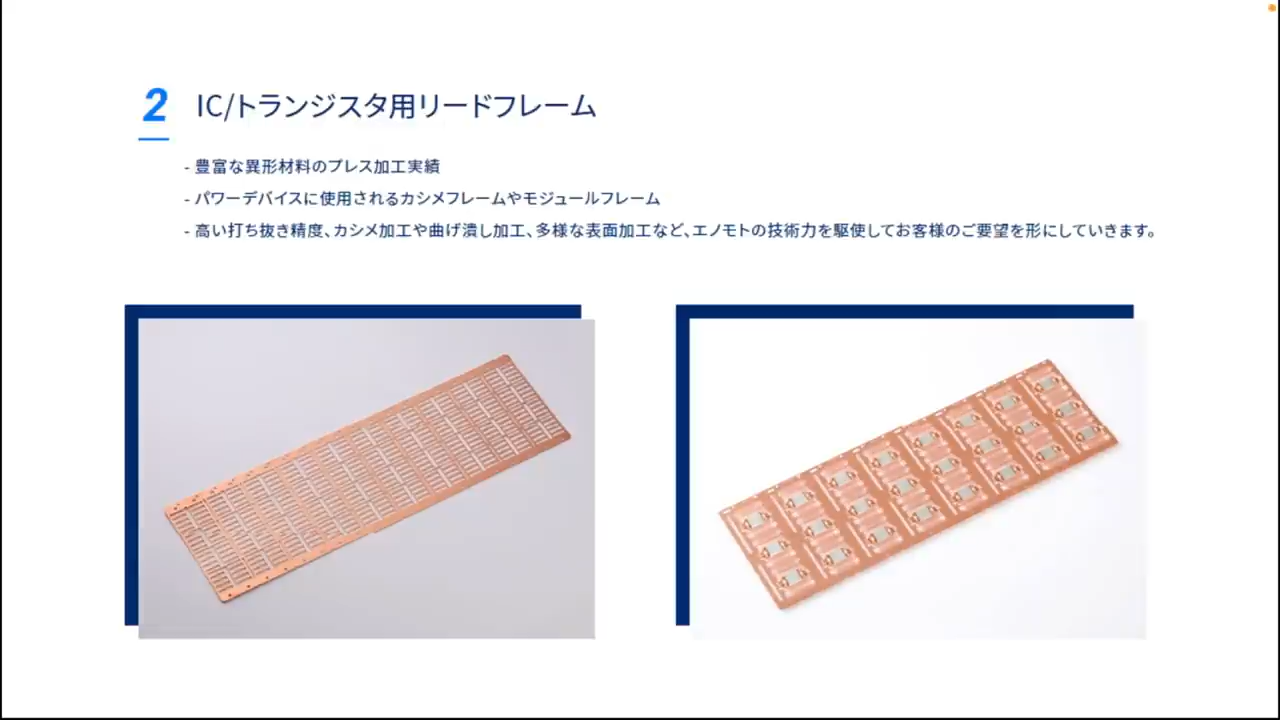 2
IC/トランジスタ用リードフレーム
- 豊富な異形材料のプレス加工実績
- パワーデバイスに使用されるカシメフレームやモジュールフレーム
- 高い打ち抜き精度、カシメ加工や曲げ潰し加工、多様な表面加工など、エノモトの技術力を駆使してお客様のご要望を形にしていきます。